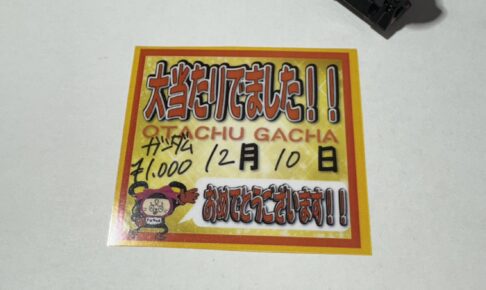 大当たりでました!!
OTACHU GACHA
ガンダム
¥1,000
12月10日
おめでとうございます!!